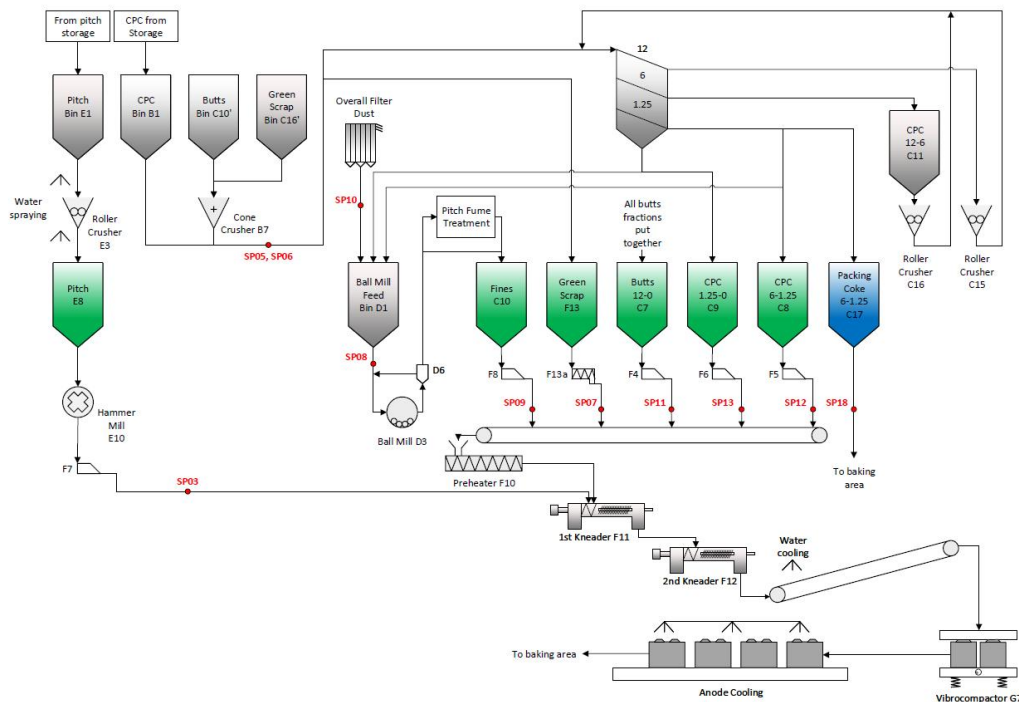 From pitch
storage
CPC from
Storage
Pitch
Bin E1
CPC
Bin B1
Butts
Bin C10'
Green
Scrap
Bin C16'
Overall Filter
Dust
12
6
1.25
CPC
12-6
C11
Water
spraying
Roller
Crusher
E3
Cone
Crusher B7
SP05, SP06
SP10
Pitch Fume
Treatment
All butts
fractions
put
together
Roller
Crusher
C16
Roller
Crusher
C15
Pitch
E8
Ball Mill
Feed
Bin D1
Fines
C10
Green
Scrap
F13
Butts
12-0
C7
CPC
1.25-0
C9
CPC
6-1.25
C8
Packing
Coke
6-1.25
C17
SP08
D6
F8
F13a
F4
F6
F5
SP09
SP07
SP11
SP13
SP12
SP18
Hammer
Mill
E10
Ball Mill D3
F7
SP03
Preheater F10
To baking
area
1st Kneader F11
2nd Kneader F12
Water
cooling
To baking area
Anode Cooling
Vibrocompactor G7